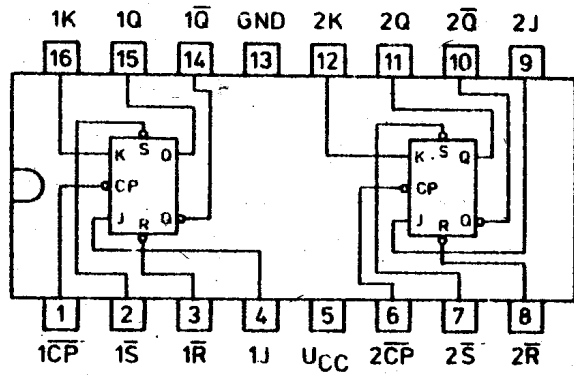 1K 1Q 1Q̅ GND 2K 2Q 2Q̅ 2J
16 15 14 13 12 11 10 9
S S
K Q K Q
CP CP
J R Q J R Q
1 2 3 4 5 6 7 8
1C̅P̅ 1S̅ 1R̅ 1J UCC 2C̅P̅ 2S̅ 2R̅